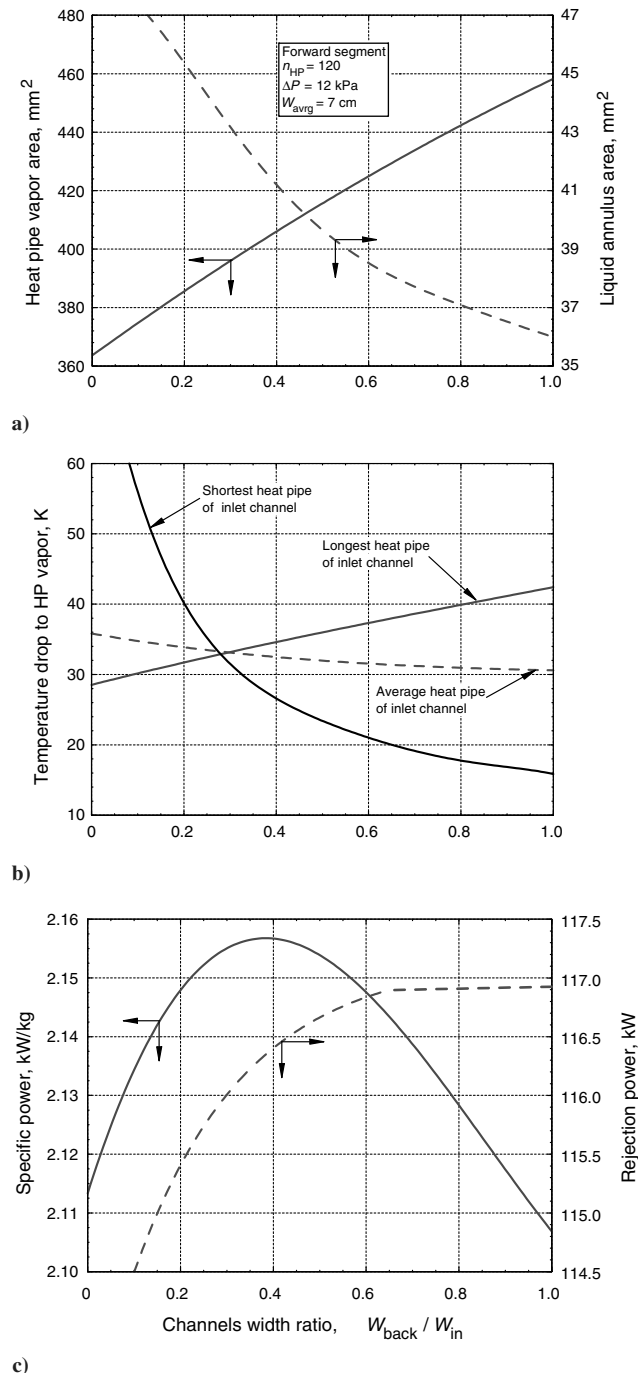 480
460
440
420
400
380
360
Heat pipe vapor area, mm2
Forward segment
nHP = 120
ΔP = 12 kPa
Wavrg = 7 cm
47
45
43
41
39
37
35
Liquid annulus area, mm2
0 0.2 0.4 0.6 0.8 1.0
a)
60
50
40
30
20
10
Temperature drop to HP vapor, K
Shortest heat pipe
of inlet channel
Longest heat pipe
of inlet channel
Average heat pipe
of inlet channel
0 0.2 0.4 0.6 0.8 1.0
b)
2.16
2.15
2.14
2.13
2.12
2.11
2.10
Specific power, kW/kg
117.5
117.0
116.5
116.0
115.5
115.0
114.5
Rejection power, kW
0 0.2 0.4 0.6 0.8 1.0
Channels width ratio, Wback / Win
c)